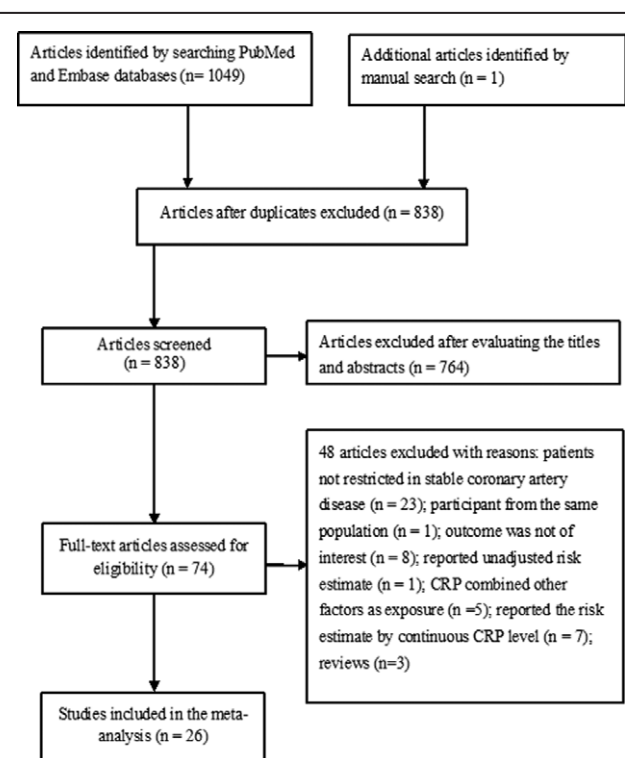 Articles identified by searching PubMed
and Embase databases (n= 1049)
Additional articles identified by
manual search (n = 1)
Articles after duplicates excluded (n = 838)
Articles screened
(n = 838)
Articles excluded after evaluating the titles
and abstracts (n = 764)
48 articles excluded with reasons: patients
not restricted in stable coronary artery
disease (n = 23); participant from the same
population (n = 1); outcome was not of
interest (n = 8); reported unadjusted risk
estimate (n = 1); CRP combined other
factors as exposure (n =5); reported the risk
estimate by continuous CRP level (n = 7);
reviews (n=3)
Full-text articles assessed for
eligibility (n = 74)
Studies included in the meta-
analysis (n = 26)